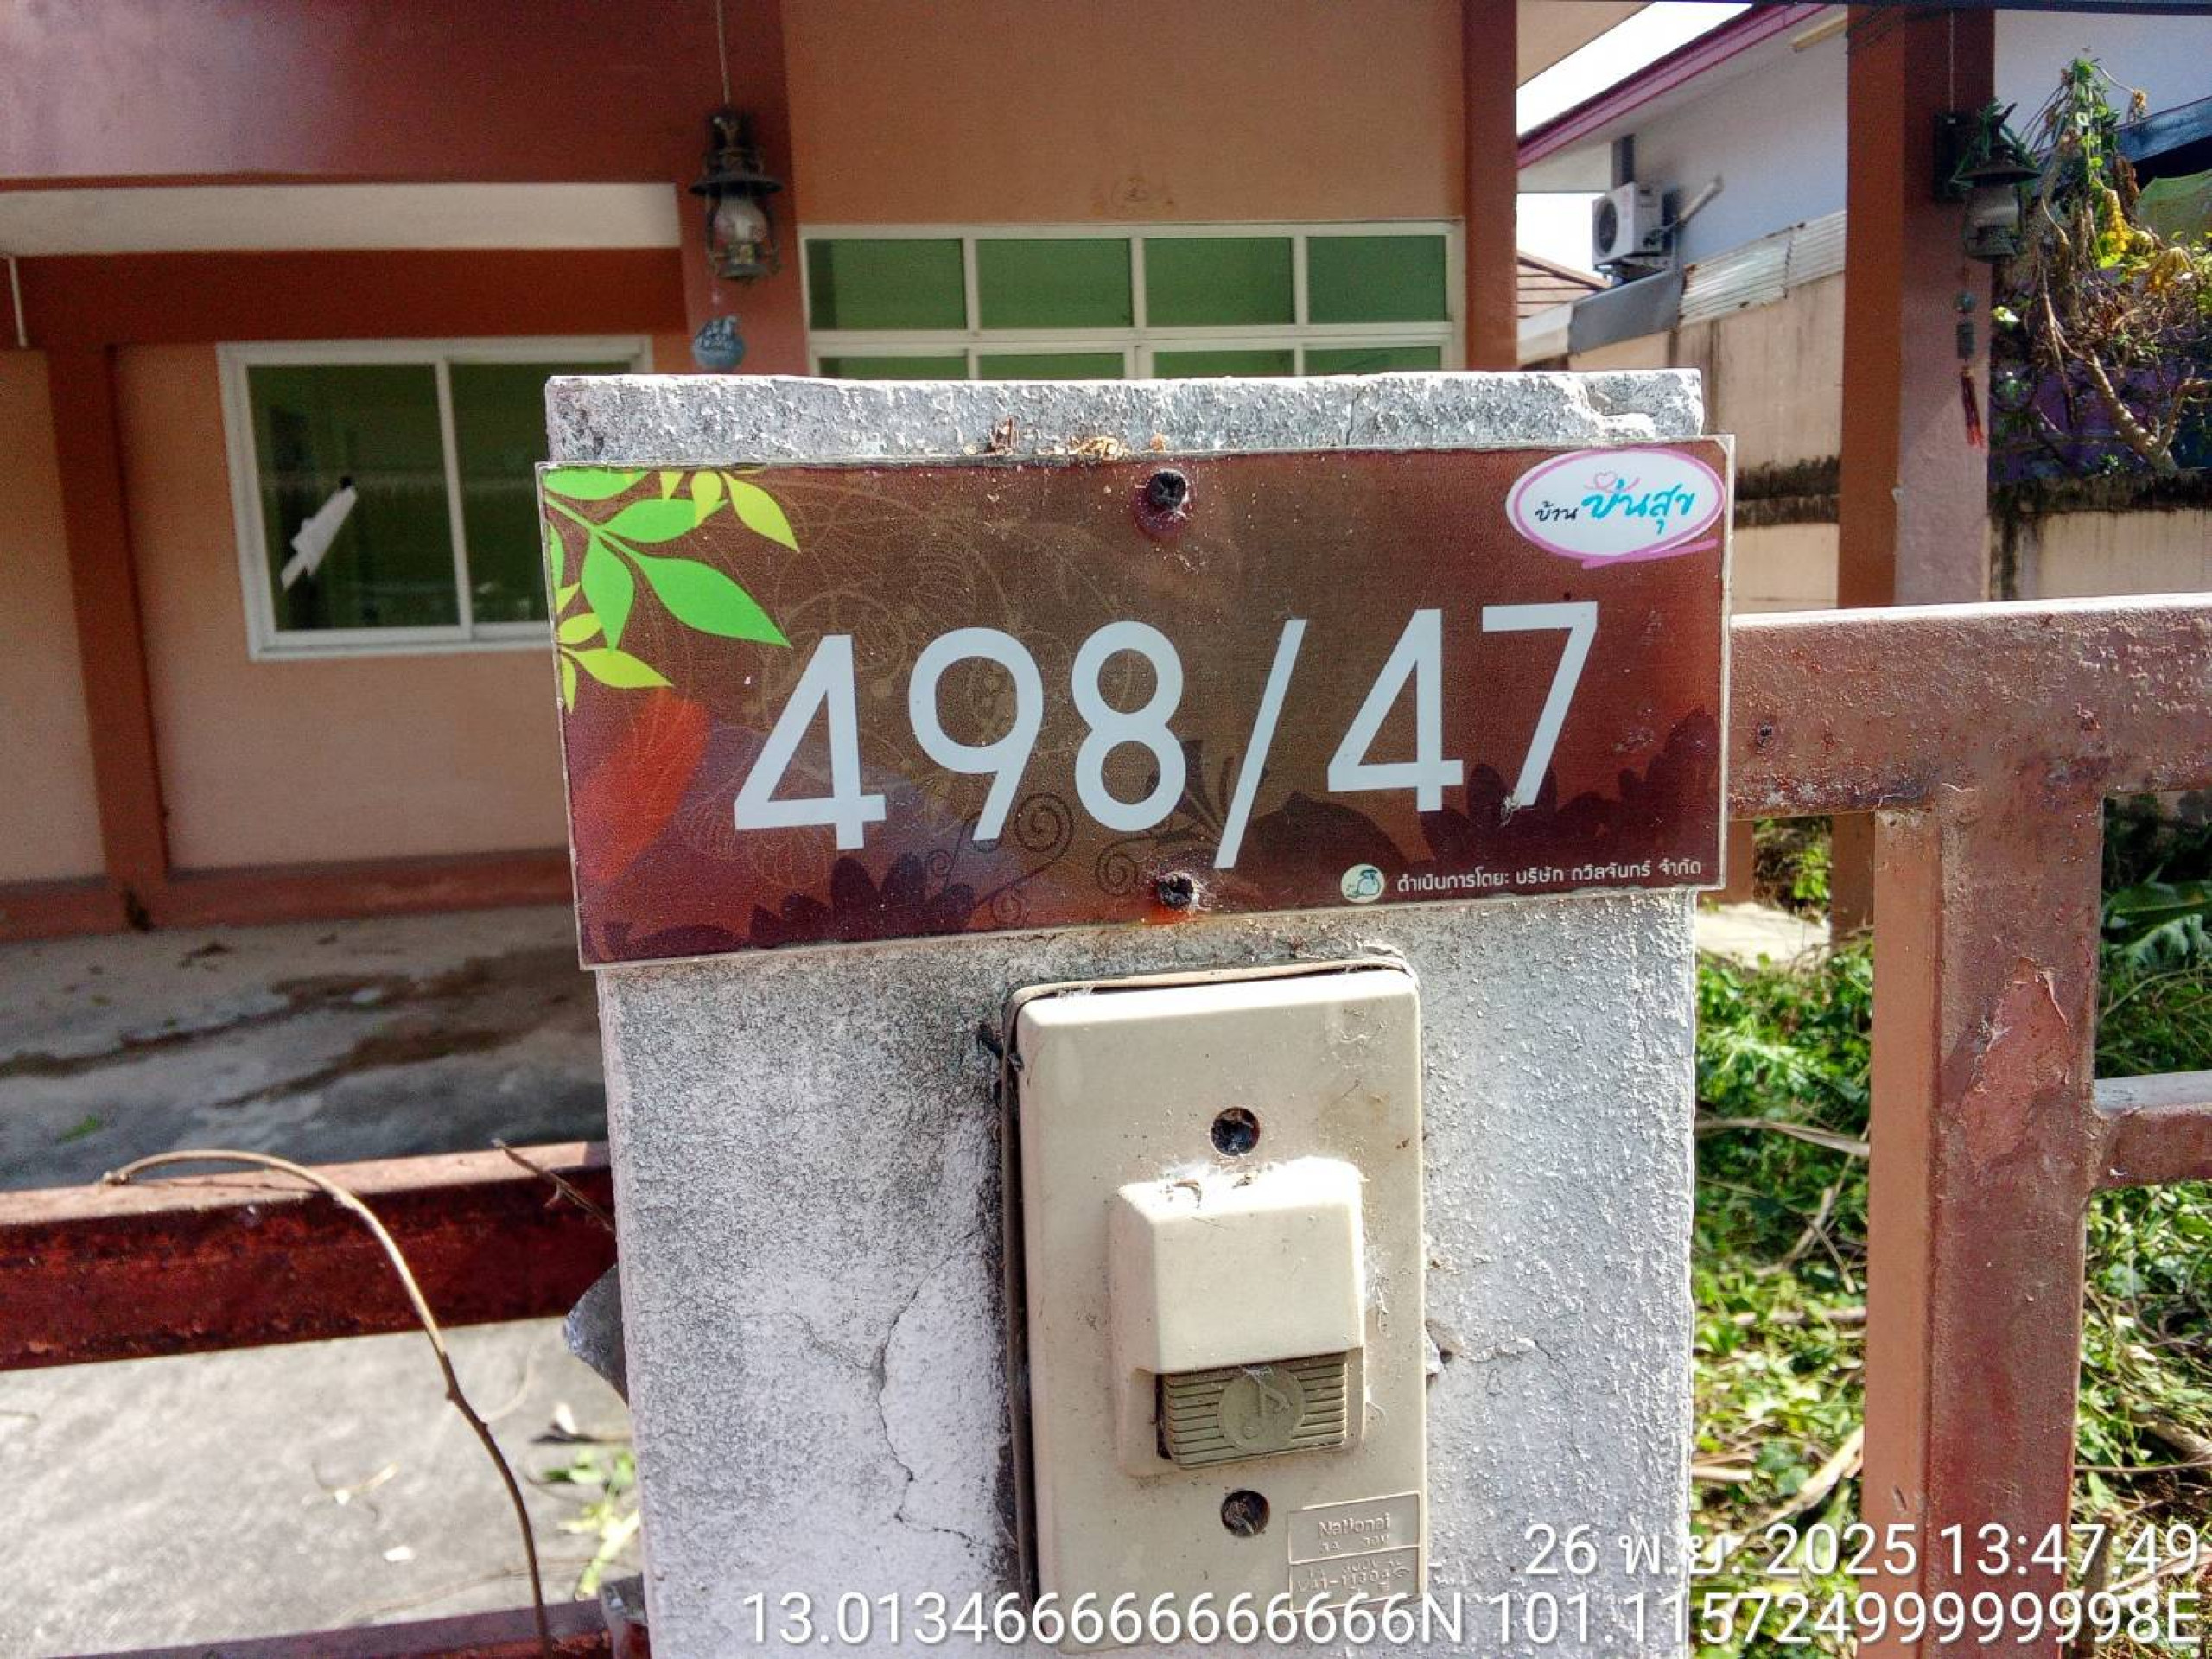 บ้านปันสุข
498/47
ดำเนินการโดย: บริษัท ถวิลจันทร์ จำกัด
National
26 พ.ย. 2025 13:47:49
13.013466666666666N 101.11572499999998E